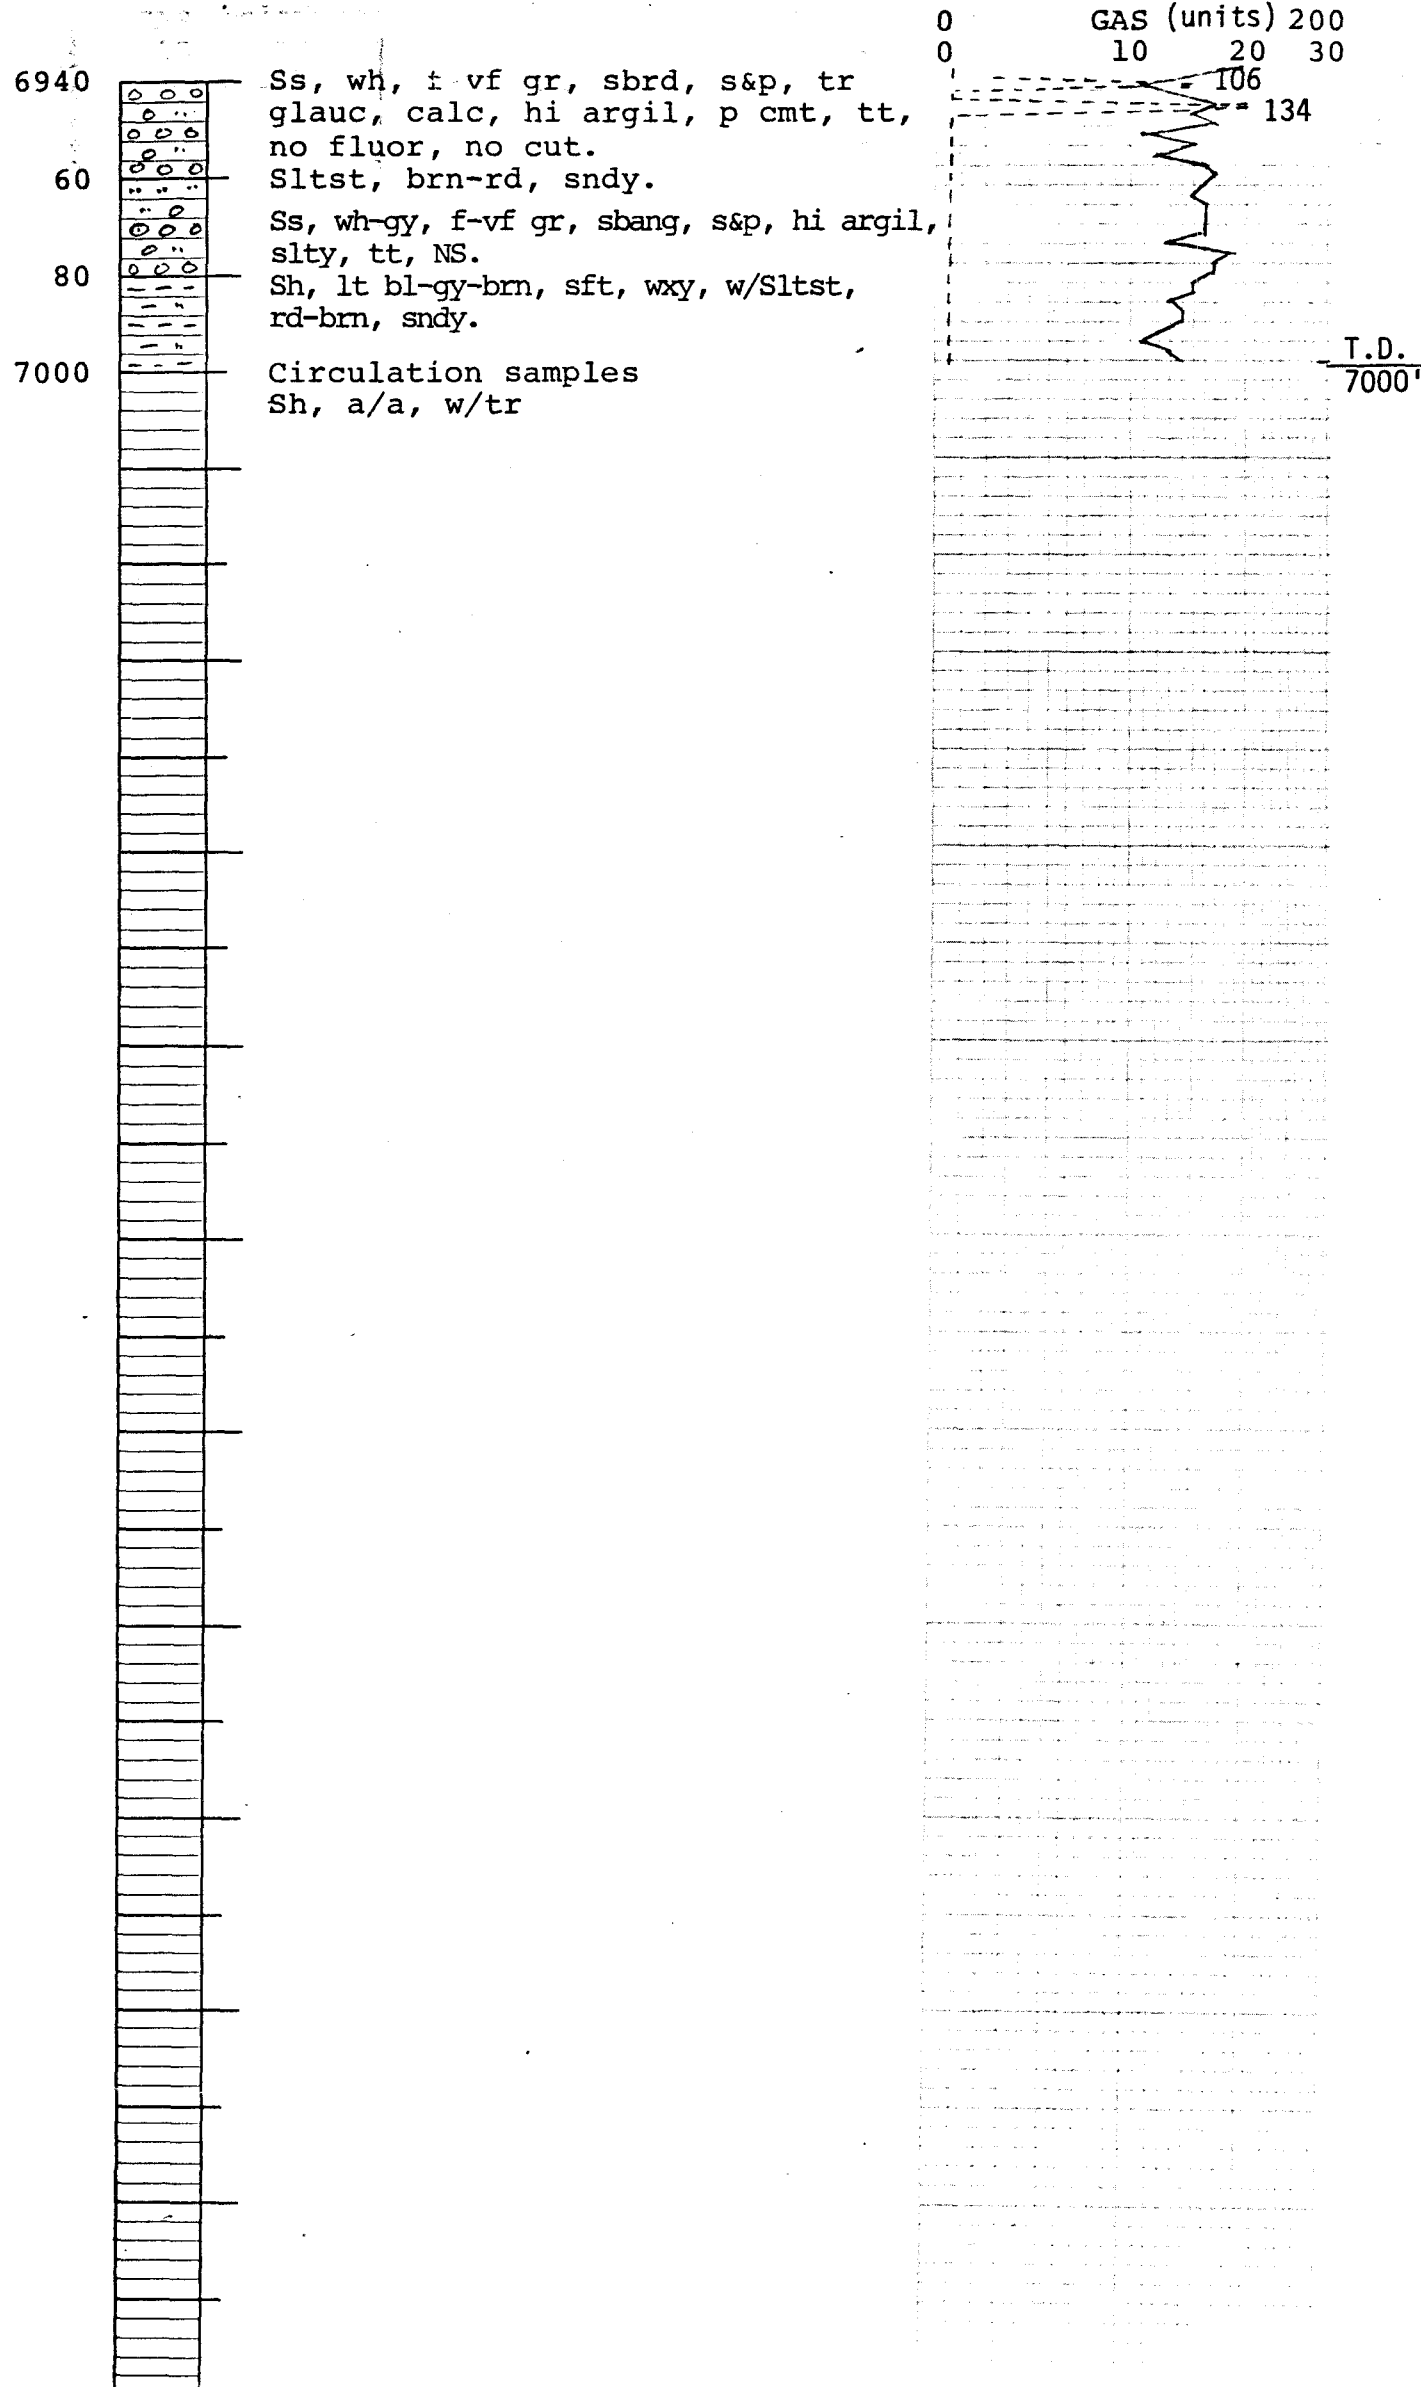 0 GAS (units) 200
0 10 20 30
6940 Ss, wh, f vf gr, sbrd, s&p, tr 106
glauc, calc, hi argil, p cmt, tt, 134
no fluor, no cut.
60 Sltst, brn-rd, sndy.
Ss, wh-gy, f-vf gr, sbang, s&p, hi argil,
slty, tt, NS.
80 Sh, lt bl-gy-brn, sft, wxy, w/Sltst,
rd-brn, sndy.
T.D.
7000 Circulation samples 7000'
Sh, a/a, w/tr